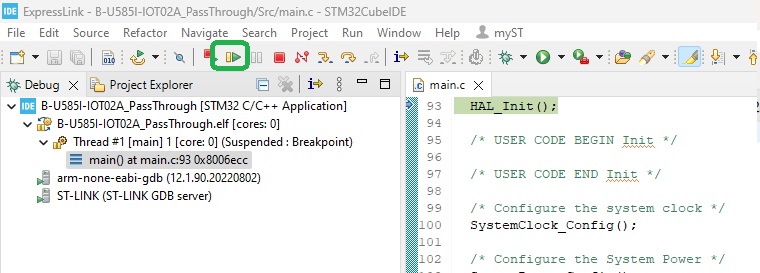 IDE ExpressLink - B-U585I-IOT02A_PassThrough/Src/main.c - STM32CubeIDE
File Edit Source Refactor Navigate Search Project Run Window Help myST
010
Debug Project Explorer
IDE B-U585I-IOT02A_PassThrough [STM32 C/C++ Application]
B-U585I-IOT02A_PassThrough.elf [cores: 0]
Thread #1 [main] 1 [core: 0] (Suspended : Breakpoint)
main() at main.c:93 0x8006ecc
arm-none-eabi-gdb (12.1.90.20220802)
ST-LINK (ST-LINK GDB server)
main.c
93 HAL_Init();
94
95 /* USER CODE BEGIN Init */
96
97 /* USER CODE END Init */
98
99 /* Configure the system clock */
100 SystemClock_Config();
101
102 /* Configure the System Power */